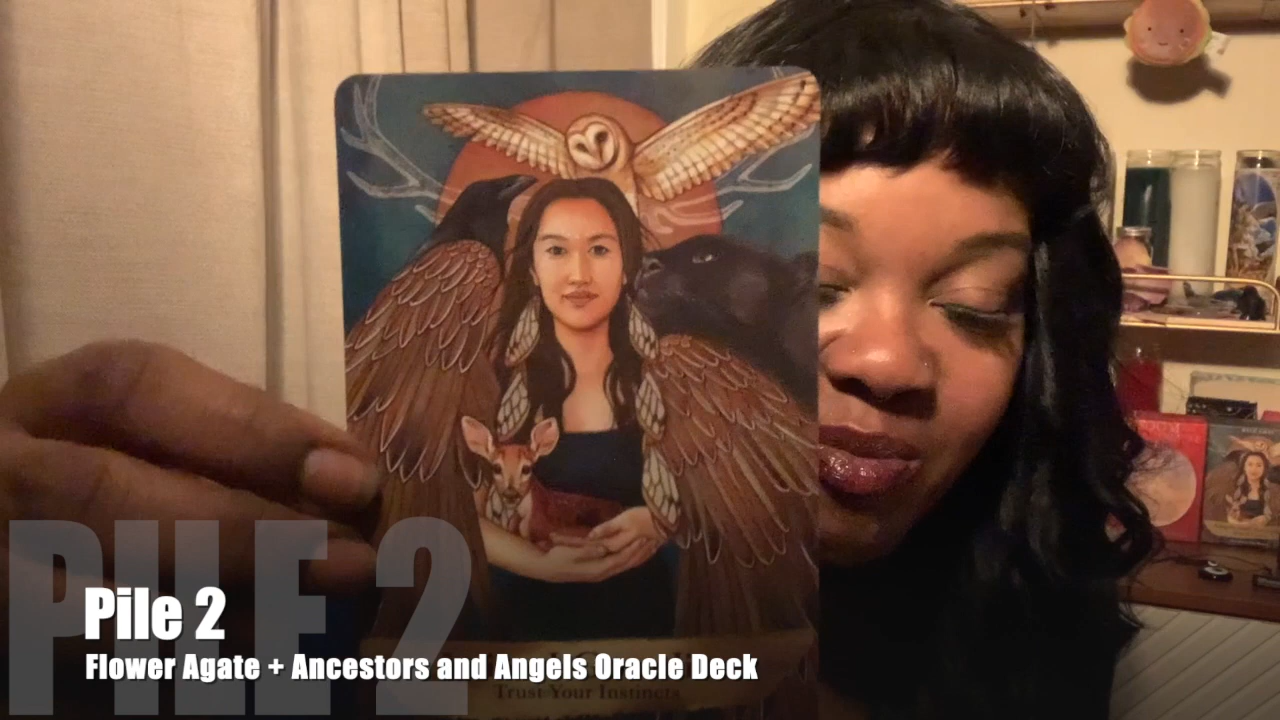 PILE 2
Pile 2
Flower Agate + Ancestors and Angels Oracle Deck
Trust Your Instincts